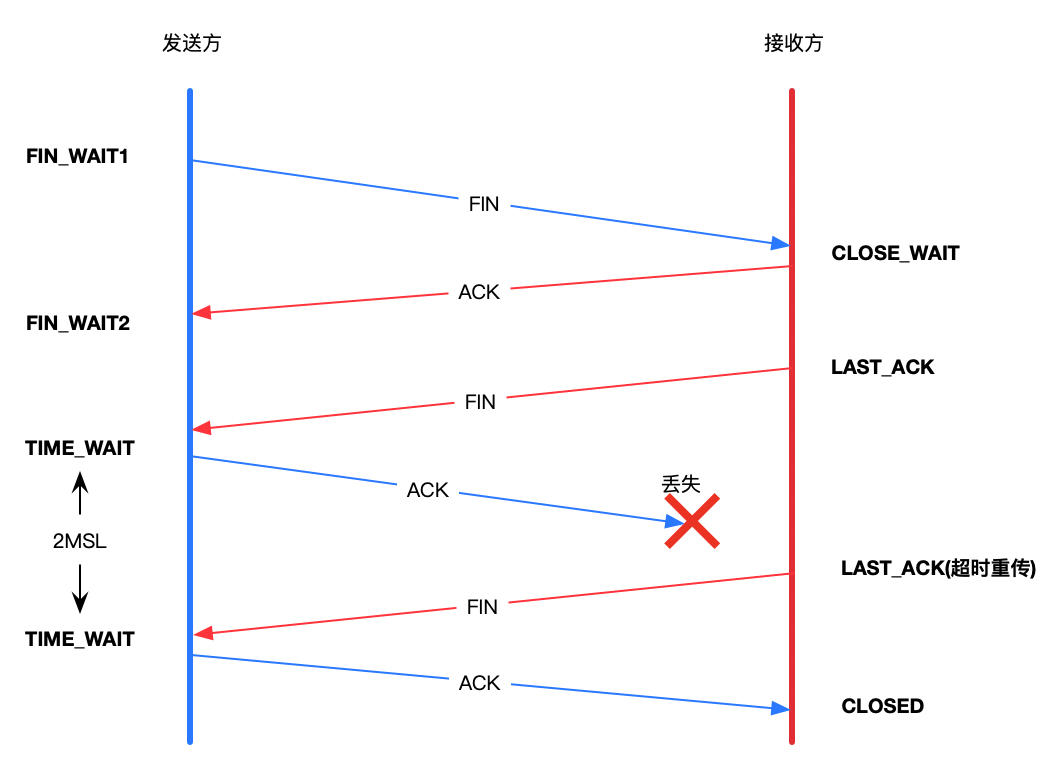 发送方
接收方
FIN_WAIT1
FIN
CLOSE_WAIT
ACK
FIN_WAIT2
LAST_ACK
FIN
TIME_WAIT
丢失
ACK
2MSL
LAST_ACK(超时重传)
FIN
TIME_WAIT
ACK
CLOSED